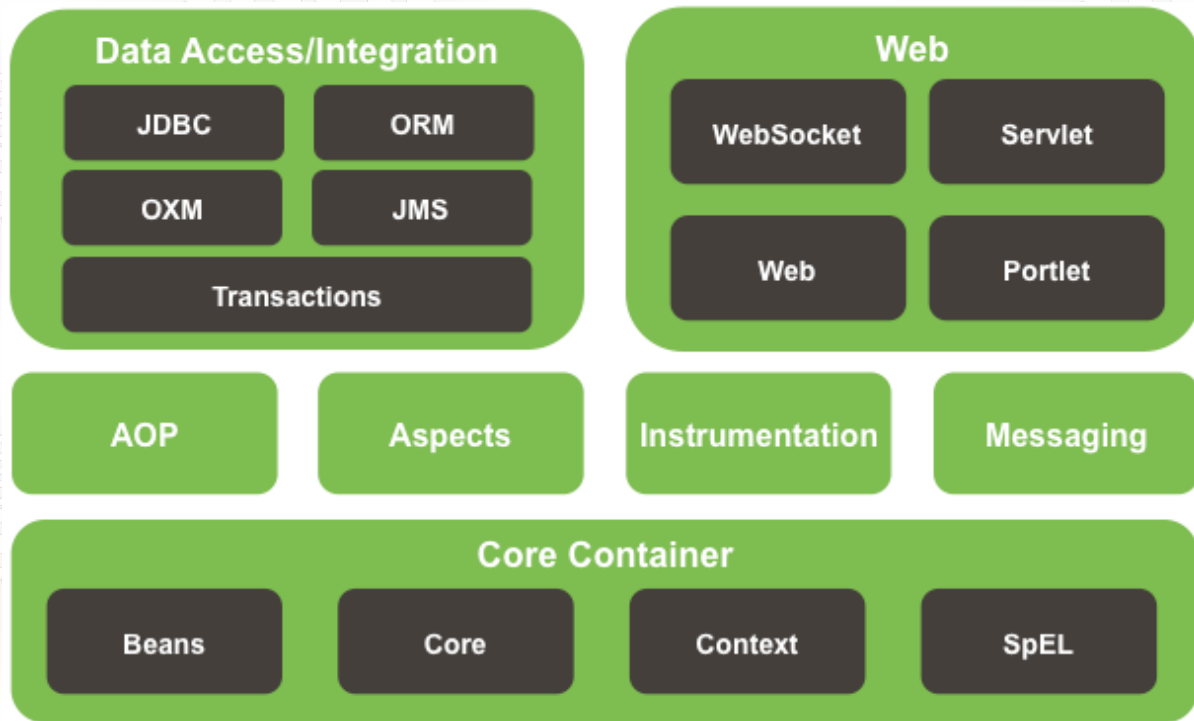 Data Access/Integration
JDBC
ORM
OXM
JMS
Transactions
Web
WebSocket
Servlet
Web
Portlet
AOP
Aspects
Instrumentation
Messaging
Core Container
Beans
Core
Context
SpEL